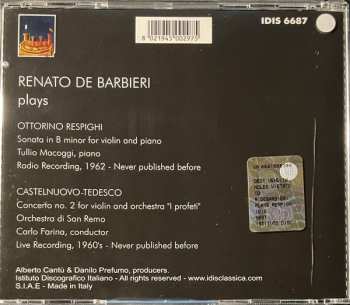 IDIS 6687
8 021945 002975
RENATO DE BARBIERI
plays
OTTORINO RESPIGHI
Sonata in B minor for violin and piano
Tullio Macoggi, piano
Radio Recording, 1962 - Never published before
CASTELNUOVO-TEDESCO
Concerto no. 2 for violin and orchestra "I profeti"
Orchestra di San Remo
Carlo Farina, conductor
Live Recording, 1960's - Never published before
Alberto Cantù & Danilo Prefumo, producers.
Istituto Discografico Italiano - All rights reserved - www.idisclassica.com
S.I.A.E - Made in Italy